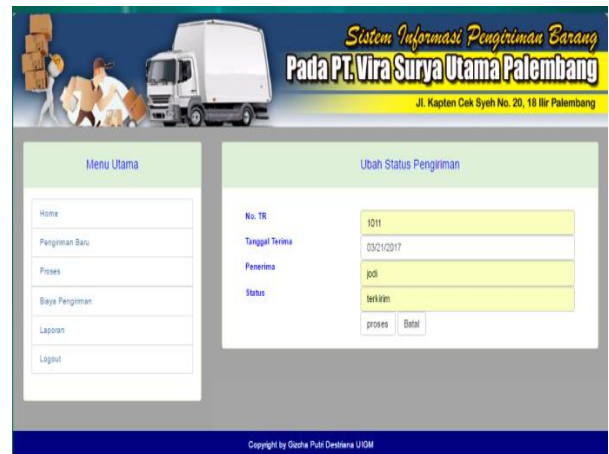 Sistem Informasi Pengiriman Barang
Pada PT. Vira Surya Utama Palembang
Jl. Kapten Cek Syeh No. 20, 18 Ilir Palembang
Menu Utama
Home
Pengiriman Baru
Proses
Biaya Pengiriman
Laporan
Logout
Ubah Status Pengiriman
No. TR
1011
Tanggal Terima
03/21/2017
Penerima
jodi
Status
terkirim
proses Batal
Copyright by Gizcha Putri Destriana UIGM